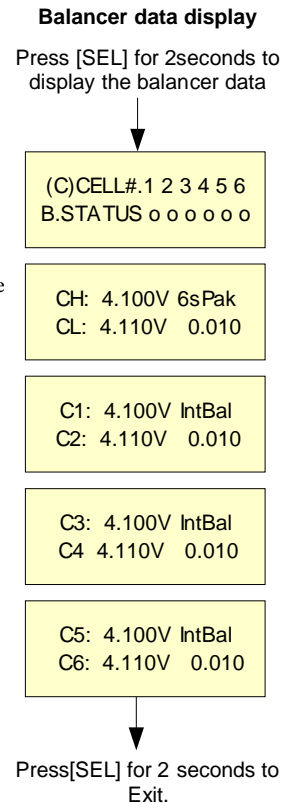 Balancer data display
Press [SEL] for 2seconds to
display the balancer data
(C)CELL#.1 2 3 4 5 6
B.STATUS o o o o o o
e
CH: 4.100V 6sPak
CL: 4.110V 0.010
C1: 4.100V IntBal
C2: 4.110V 0.010
C3: 4.100V IntBal
C4 4.110V 0.010
C5: 4.100V IntBal
C6: 4.110V 0.010
Press[SEL] for 2 seconds to
Exit.